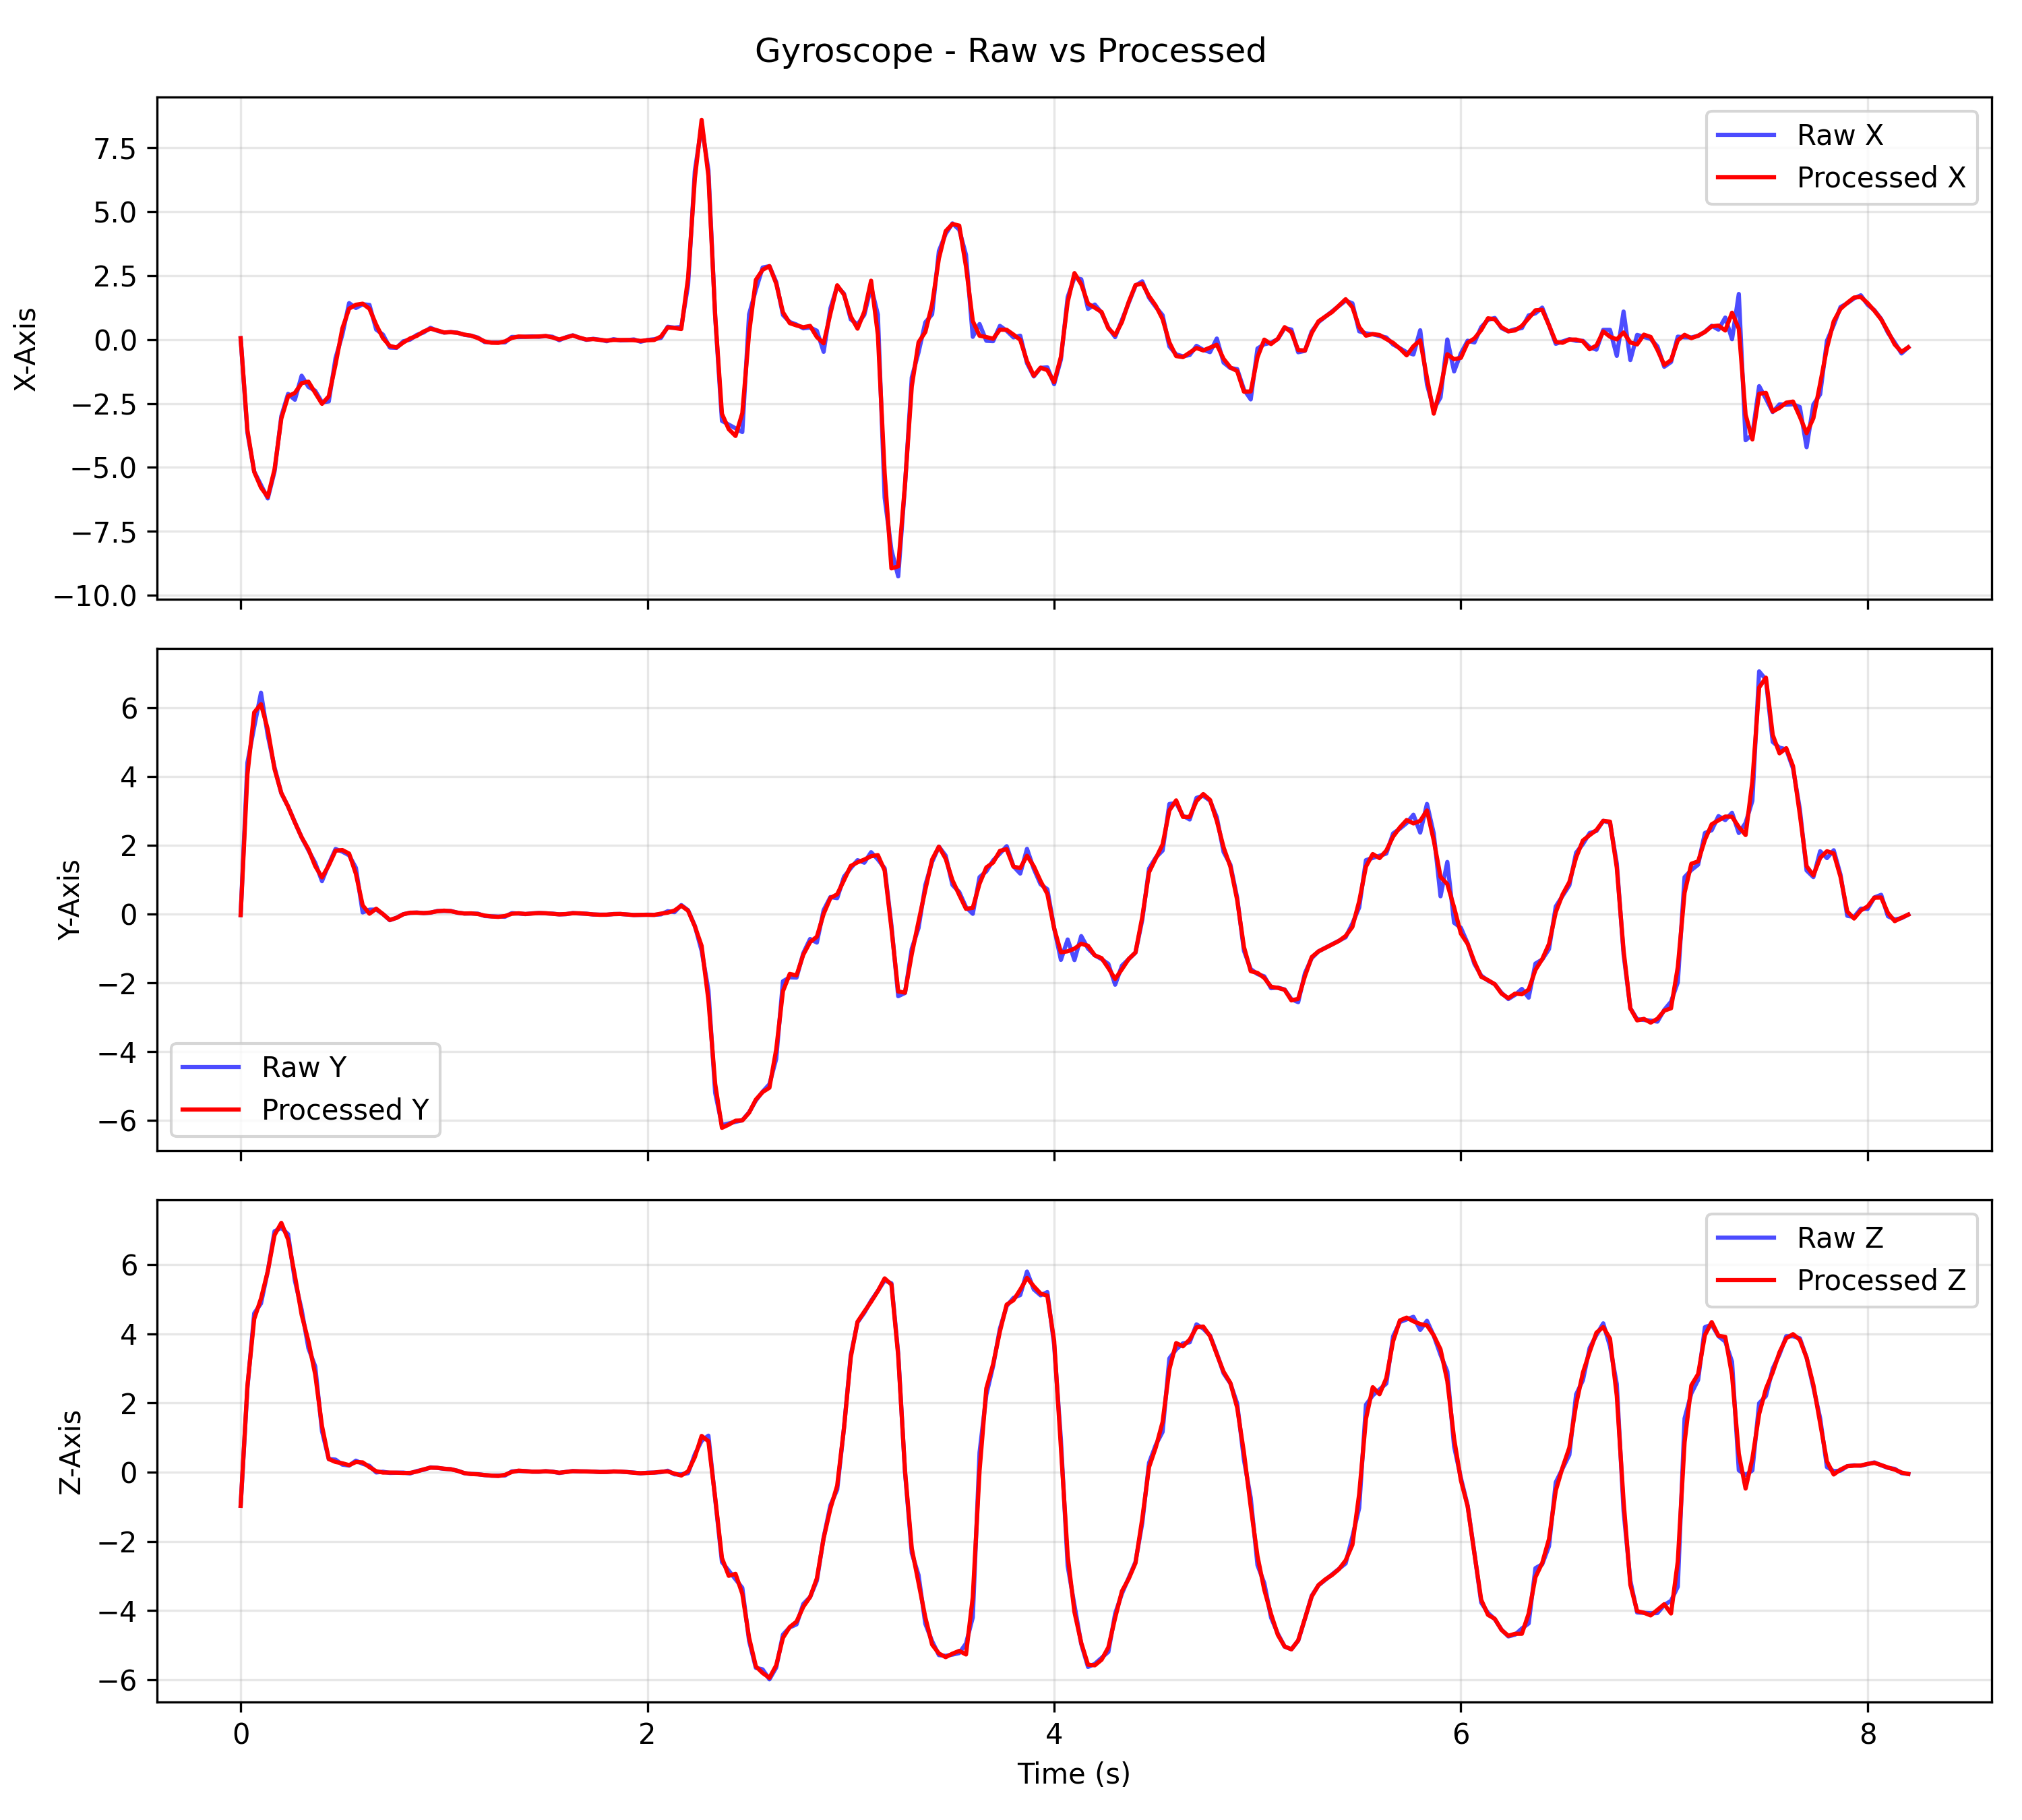 Gyroscope - Raw vs Processed
X-Axis
7.5
5.0
2.5
0.0
−2.5
−5.0
−7.5
−10.0
Raw X
Processed X
Y-Axis
6
4
2
0
−2
−4
−6
Raw Y
Processed Y
Z-Axis
6
4
2
0
−2
−4
−6
Raw Z
Processed Z
0 2 4 6 8
Time (s)